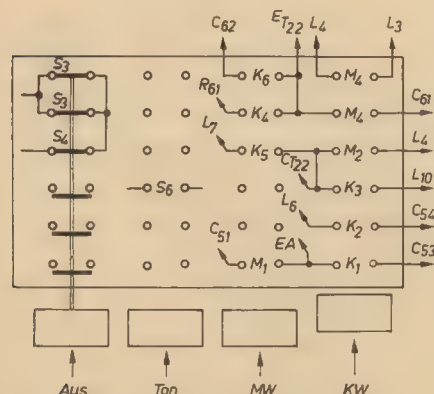 C62 ET22 L4 L3
S3 K6 M4
R61 C61
S3 K4 M4
L7 L4
S4 K5 M2
CT22 L10
S6 K3
L6 C54
K2
C51 EA C53
M1 K1
Aus Ton MW KW